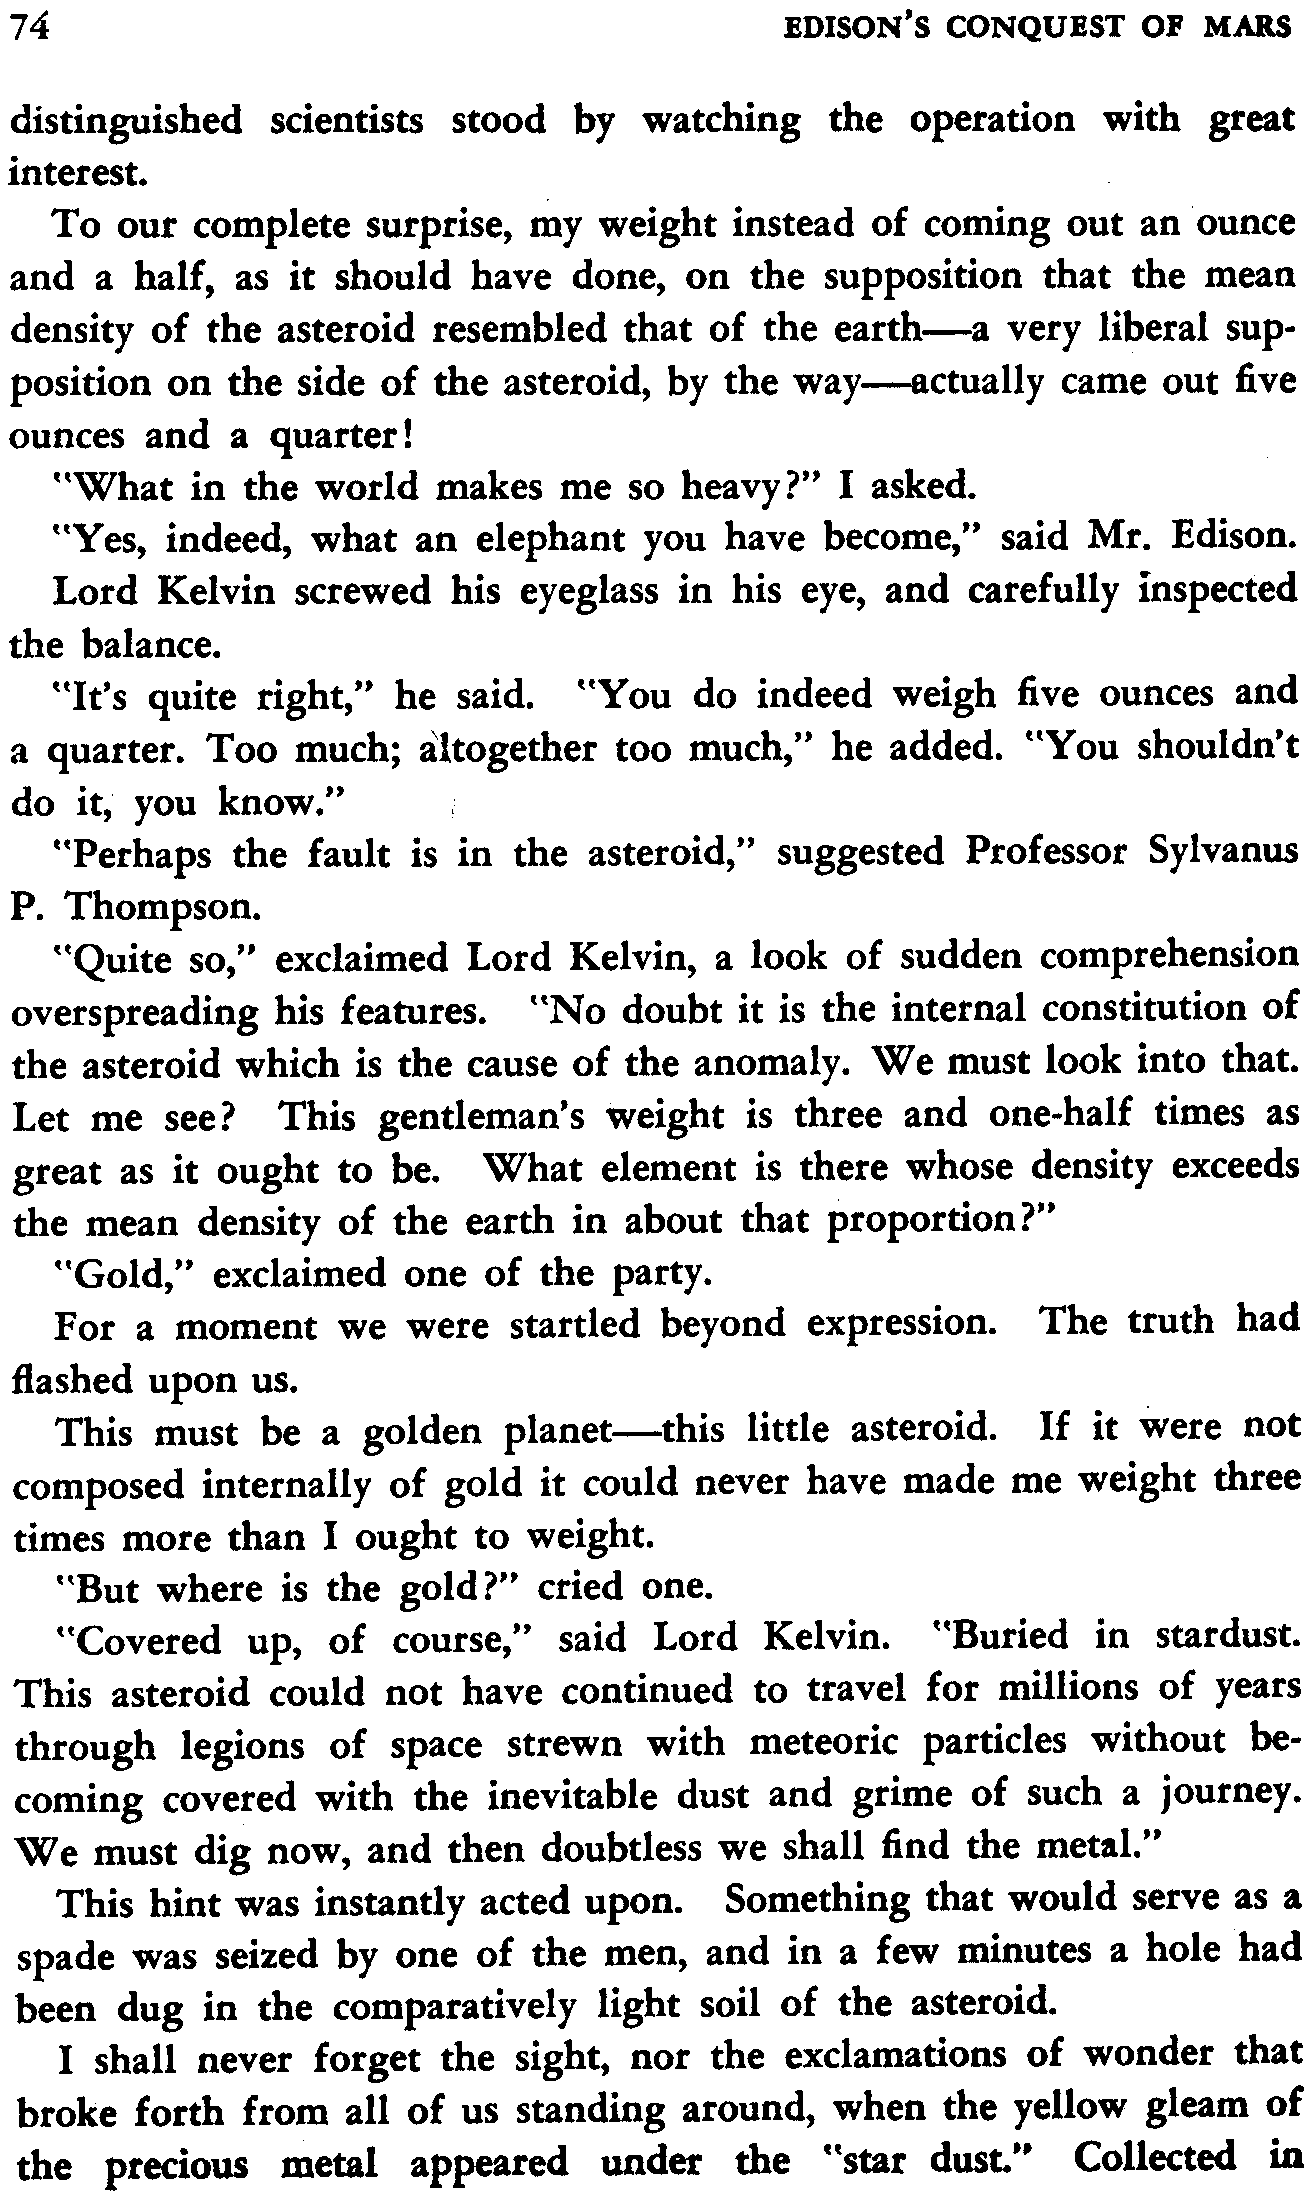 74 EDISON'S CONQUEST OF MARS
distinguished scientists stood by watching the operation with great
interest.
To our complete surprise, my weight instead of coming out an ounce
and a half, as it should have done, on the supposition that the mean
density of the asteroid resembled that of the earth—a very liberal sup-
position on the side of the asteroid, by the way—actually came out five
ounces and a quarter!
"What in the world makes me so heavy?" I asked.
"Yes, indeed, what an elephant you have become," said Mr. Edison.
Lord Kelvin screwed his eyeglass in his eye, and carefully inspected
the balance.
"It's quite right," he said. "You do indeed weigh five ounces and
a quarter. Too much; altogether too much," he added. "You shouldn't
do it, you know."
"Perhaps the fault is in the asteroid," suggested Professor Sylvanus
P. Thompson.
"Quite so," exclaimed Lord Kelvin, a look of sudden comprehension
overspreading his features. "No doubt it is the internal constitution of
the asteroid which is the cause of the anomaly. We must look into that.
Let me see? This gentleman's weight is three and one-half times as
great as it ought to be. What element is there whose density exceeds
the mean density of the earth in about that proportion?"
"Gold," exclaimed one of the party.
For a moment we were startled beyond expression. The truth had
flashed upon us.
This must be a golden planet—this little asteroid. If it were not
composed internally of gold it could never have made me weight three
times more than I ought to weight.
"But where is the gold?" cried one.
"Covered up, of course," said Lord Kelvin. "Buried in stardust.
This asteroid could not have continued to travel for millions of years
through legions of space strewn with meteoric particles without be-
coming covered with the inevitable dust and grime of such a journey.
We must dig now, and then doubtless we shall find the metal."
This hint was instantly acted upon. Something that would serve as a
spade was seized by one of the men, and in a few minutes a hole had
been dug in the comparatively light soil of the asteroid.
I shall never forget the sight, nor the exclamations of wonder that
broke forth from all of us standing around, when the yellow gleam of
the precious metal appeared under the "star dust." Collected in